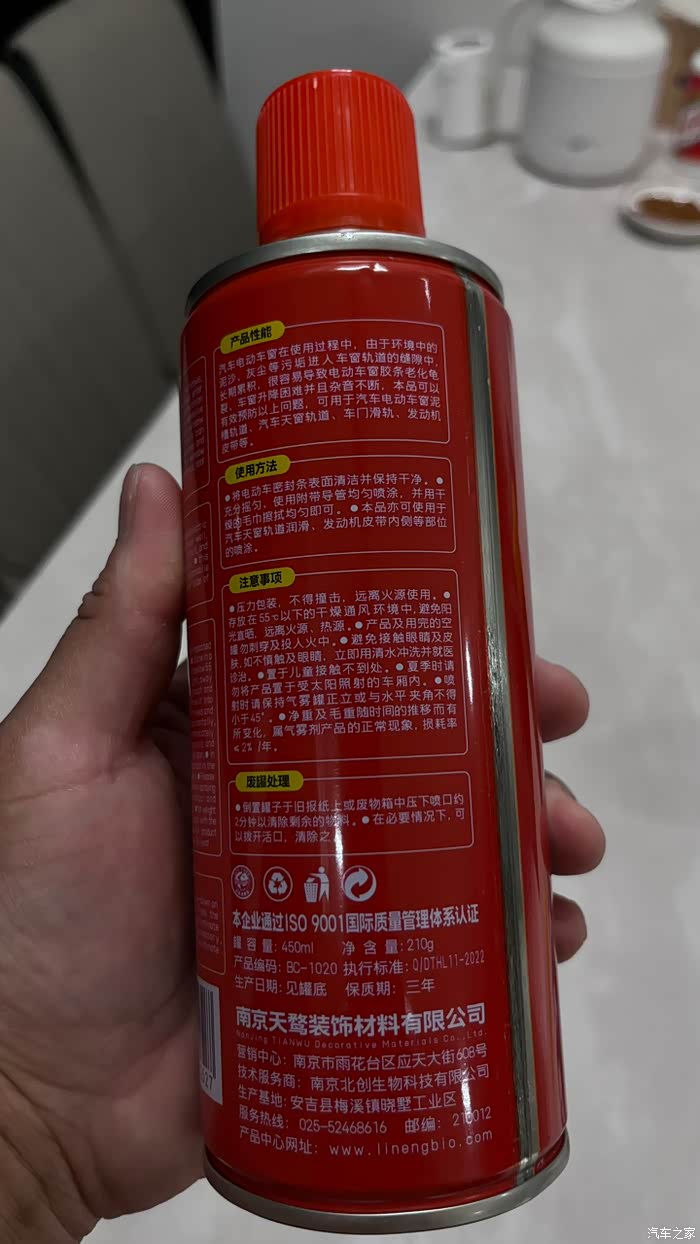 产品性能
汽车电动车窗在使用过程中，由于环境中的
泥沙、灰尘等污垢进入车窗轨道的缝隙中，
长期累积，很容易导致电动车窗胶条老化龟
裂、车窗升降困难并且杂音不断，本品可以
有效预防以上问题，可用于汽车电动车窗泥
槽轨道、汽车天窗轨道、车门滑轨、发动机
皮带等。
使用方法
●将电动车密封条表面清洁并保持干净。●
充分摇匀，使用附带导管均匀喷涂，并用干
燥的毛巾擦拭均匀即可。●本品亦可使用于
汽车天窗轨道润滑、发动机皮带内侧等部位
的喷涂。
注意事项
●压力包装，不得撞击，远离火源使用。●
存放在55℃以下的干燥通风环境中，避免阳
光直晒，远离火源、热源。●产品及用完的空
罐勿刺穿及投入火中。●避免接触眼睛及皮
肤，如不慎触及眼睛，立即用清水冲洗并就医
诊治。●置于儿童接触不到处。●夏季时请
勿将产品置于受太阳照射的车厢内。●喷
射时请保持气雾罐正立或与水平夹角不得
小于45°。●净重及毛重随时间的推移而有
所变化，属气雾剂产品的正常现象，损耗率
≤2%/年。
废罐处理
●倒置罐子于旧报纸上或废物箱中压下喷口约
2分钟以清除剩余的物料。●在必要情况下，可
以拨开活口，清除之
本企业通过ISO 9001国际质量管理体系认证
罐容量：450ml 净含量：210g
产品编码：BC-1020 执行标准：Q/DTHL11-2022
生产日期：见罐底 保质期：三年
南京天骛装饰材料有限公司
Nanjing TIANWU Decorative Materials Co.,Ltd.
营销中心：南京市雨花台区应天大街608号
技术服务商：南京北创生物科技有限公司
生产基地：安吉县梅溪镇晓墅工业区
服务热线：025-52468616 邮编：210012
产品中心网址：www.linengbio.com
汽车之家